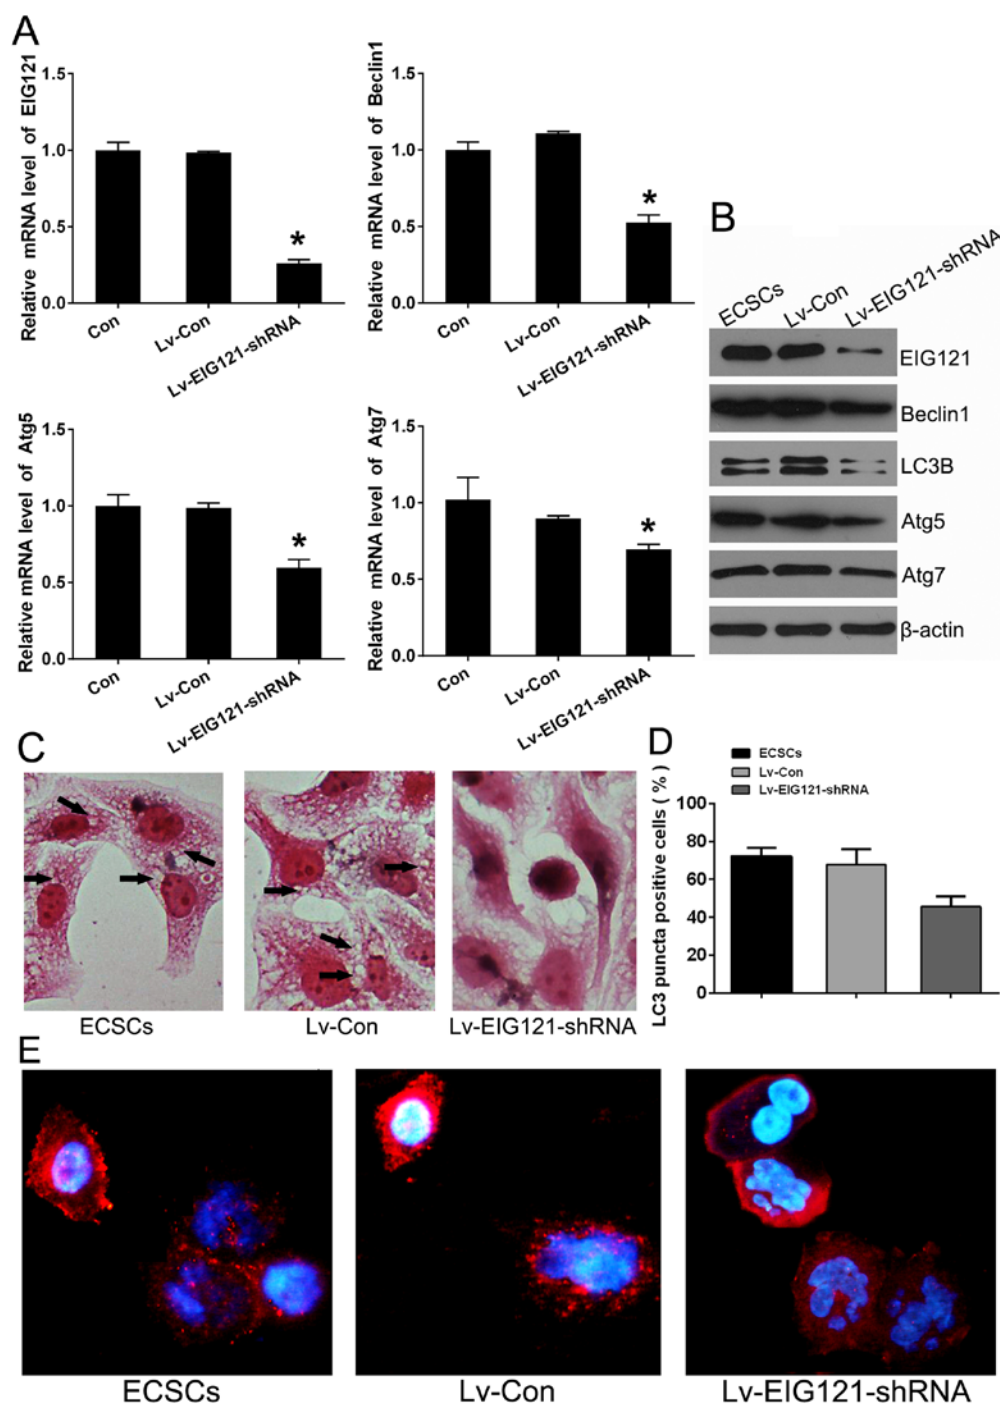 A
Relative mRNA level of EIG121
1.5
1.0
0.5
0.0
*
Con
Lv-Con
Lv-EIG121-shRNA
Relative mRNA level of Beclin1
1.5
1.0
0.5
0.0
*
Con
Lv-Con
Lv-EIG121-shRNA
Relative mRNA level of Atg5
1.5
1.0
0.5
0.0
*
Con
Lv-Con
Lv-EIG121-shRNA
Relative mRNA level of Atg7
1.5
1.0
0.5
0.0
*
Con
Lv-Con
Lv-EIG121-shRNA
B
ECSCs
Lv-Con
Lv-EIG121-shRNA
EIG121
Beclin1
LC3B
Atg5
Atg7
β-actin
C
ECSCs
Lv-Con
Lv-EIG121-shRNA
D
ECSCs
Lv-Con
Lv-EIG121-shRNA
LC3 puncta positive cells ( % )
100
80
60
40
20
0
E
ECSCs
Lv-Con
Lv-EIG121-shRNA